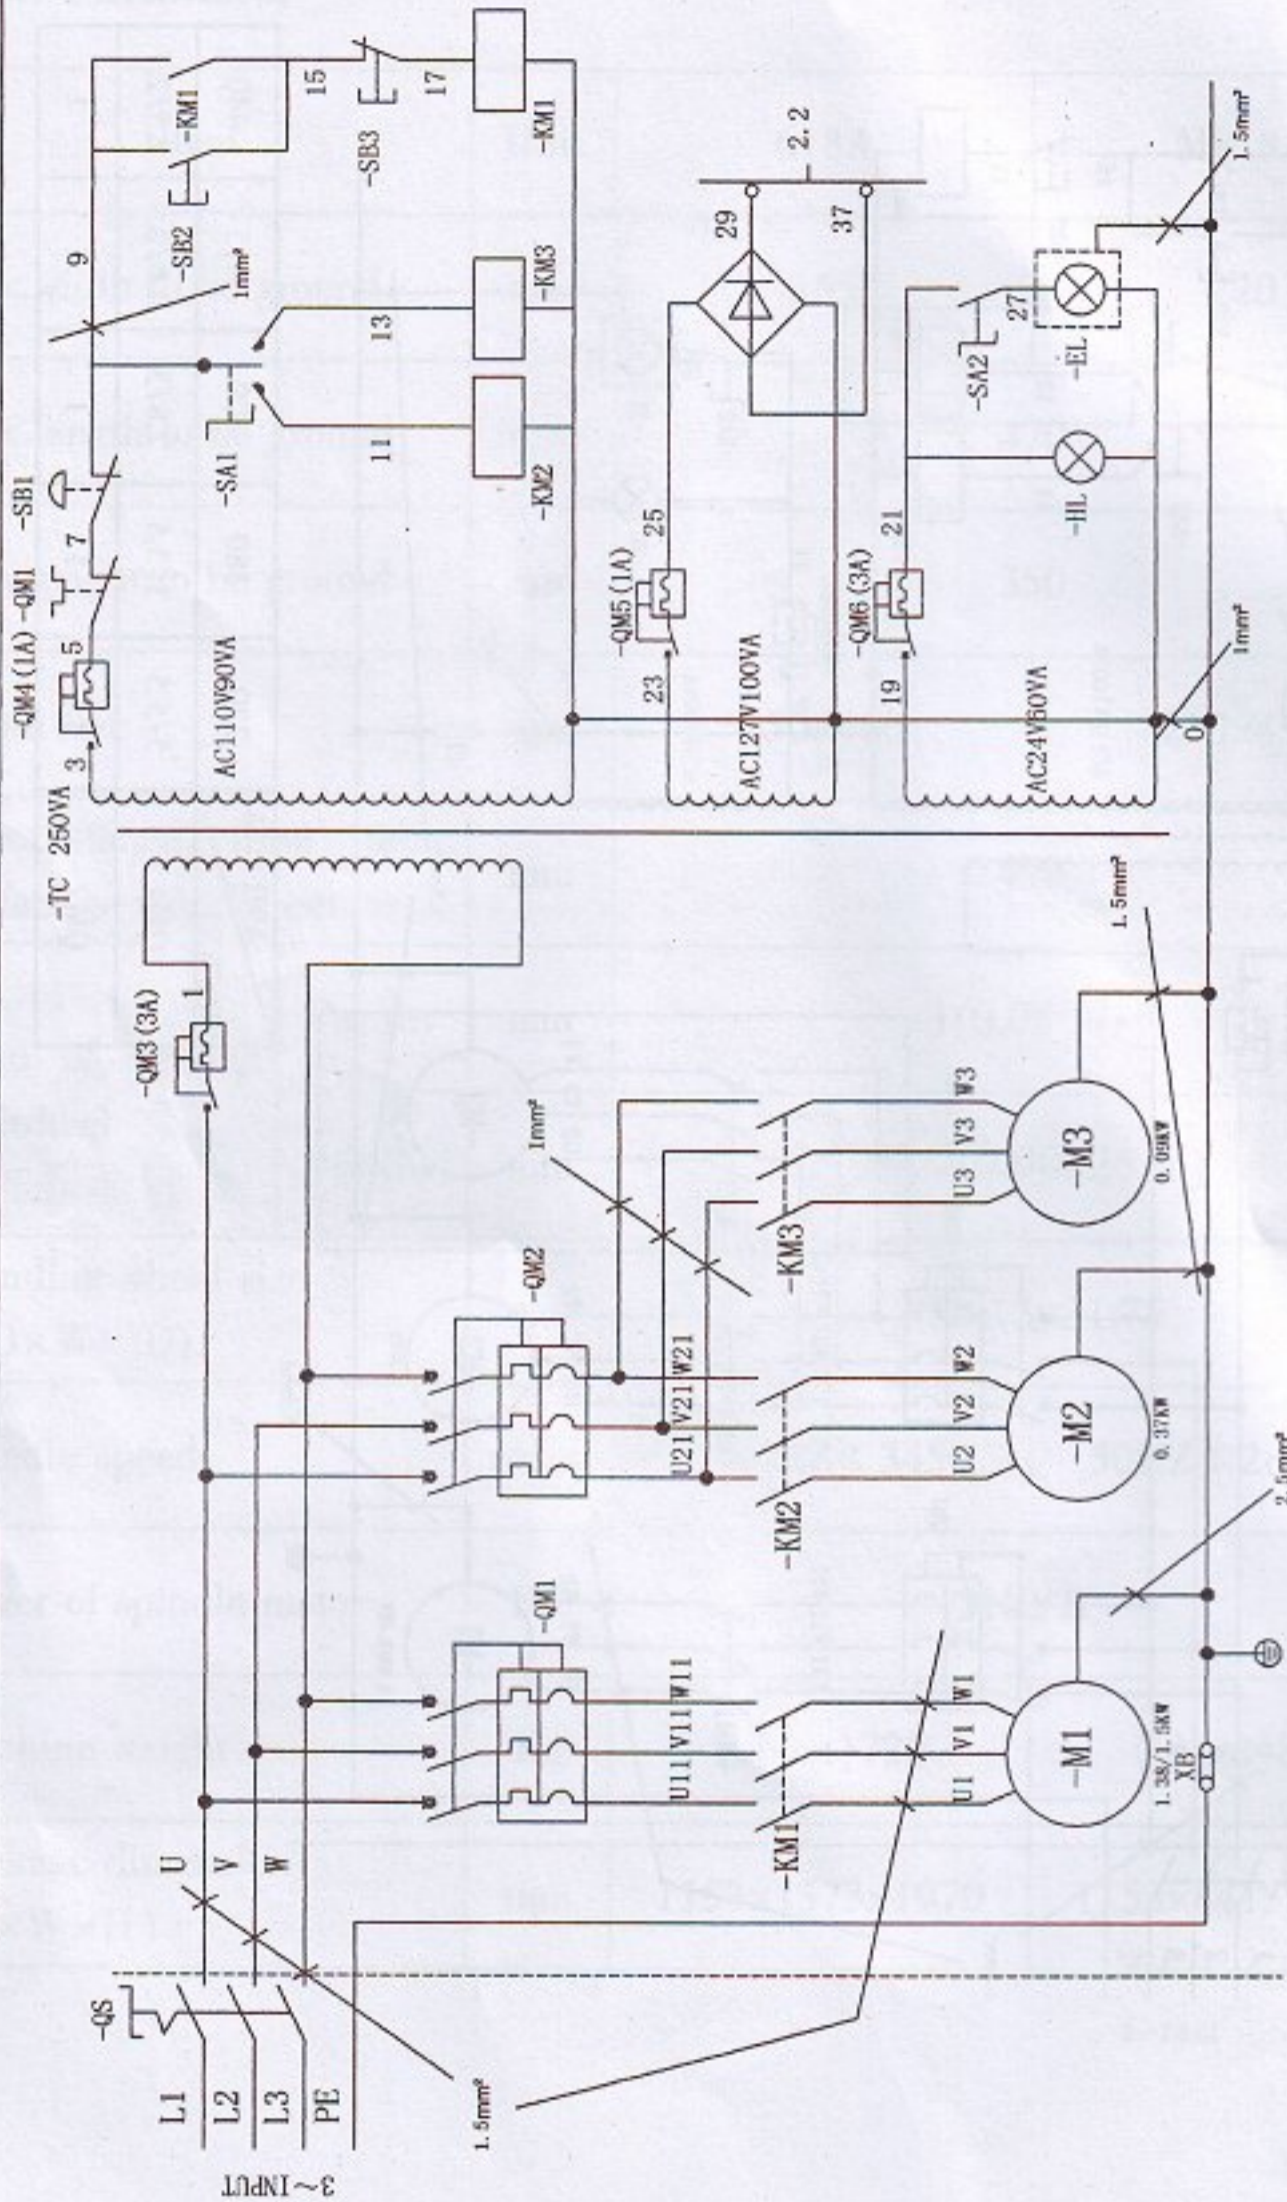 3~INPUT
L1
L2
L3
PE
-QS
U
V
W
1.5mm²
-QM1
U11
V11
W11
-KM1
U1
V1
W1
-M1
1.38/1.5KW
XB
2.5mm²
-QM2
U21
V21
W21
-KM2
U2
V2
W2
-M2
0.37KW
1mm²
-KM3
U3
V3
W3
-M3
0.09KW
1.5mm²
-QM3(3A)
1
-TC 250VA
3
-QM4(1A)
5
-QM1
7
-SB1
9
AC110V90VA
-SA1
11
13
1mm²
-KM2
-KM3
-SB2
-KM1
15
-SB3
17
-KM1
23
-QM5(1A)
25
AC127V100VA
29
37
2.2
19
-QM6(3A)
21
AC24V60VA
-HL
-SA2
27
-EL
0
1mm²
1.5mm²